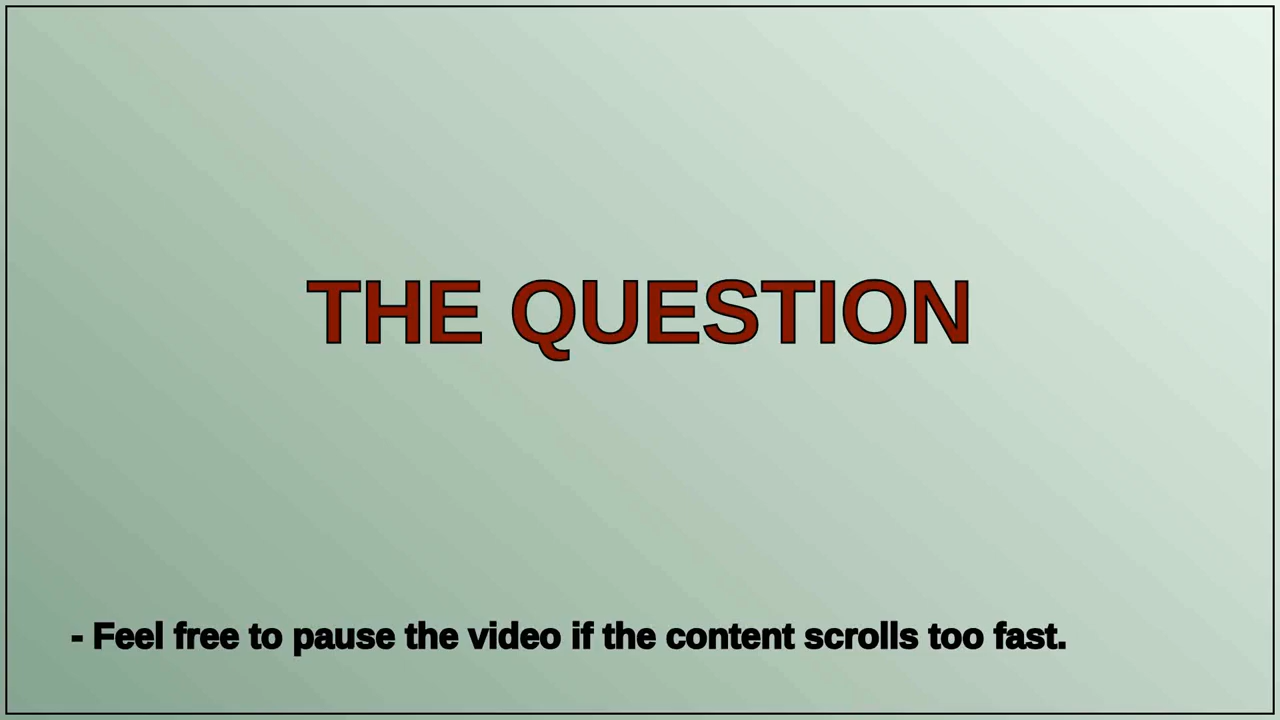 THE QUESTION
- Feel free to pause the video if the content scrolls too fast.